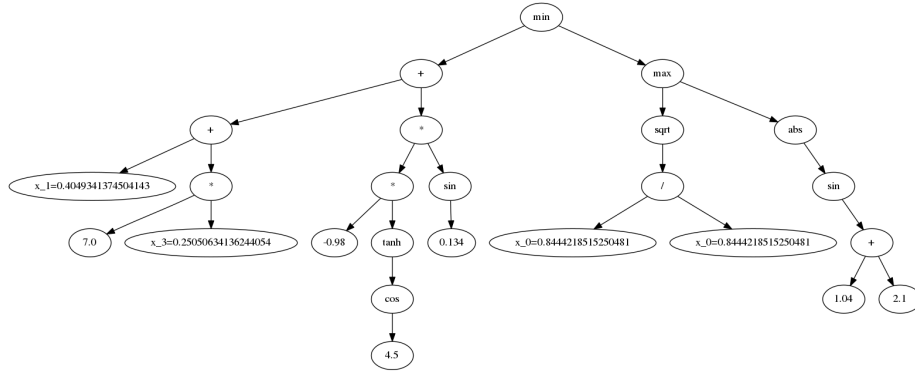 min
+
max
+
*
sqrt
abs
x_1=0.4049341374504143
*
*
sin
/
sin
7.0
x_3=0.25050634136244054
-0.98
tanh
0.134
x_0=0.8444218515250481
x_0=0.8444218515250481
+
cos
1.04
2.1
4.5